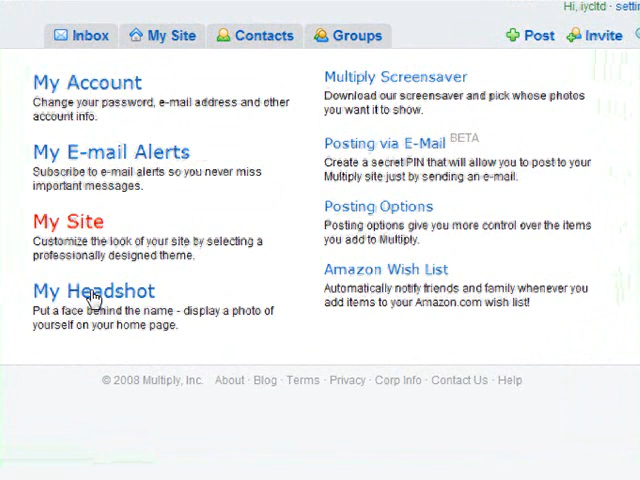 Hi, iycltd ·
Inbox
My Site
Contacts
Groups
Post
Invite
My Account
Change your password, e-mail address and other
account info.
My E-mail Alerts
Subscribe to e-mail alerts so you never miss
important messages.
My Site
Customize the look of your site by selecting a
professionally designed theme.
My Headshot
Put a face behind the name - display a photo of
yourself on your home page.
Multiply Screensaver
Download our screensaver and pick whose photos
you want it to show.
Posting via E-Mail BETA
Create a secret PIN that will allow you to post to your
Multiply site just by sending an e-mail.
Posting Options
Posting options give you more control over the items
you add to Multiply.
Amazon Wish List
Automatically notify friends and family whenever you
add items to your Amazon.com wish list!
© 2008 Multiply, Inc. About · Blog · Terms · Privacy · Corp Info · Contact Us · Help